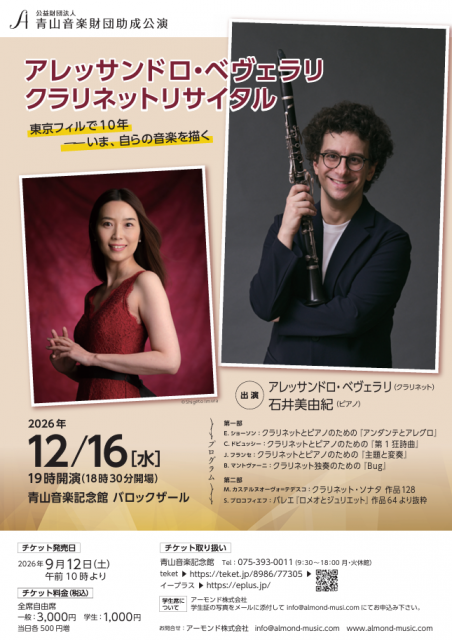 公益財団法人
青山音楽財団助成公演
アレッサンドロ・ベヴェラリ
クラリネットリサイタル
東京フィルで10年
——いま、自らの音楽を描く
出演
アレッサンドロ・ベヴェラリ(クラリネット)
石井美由紀(ピアノ)
2026年
12/16[水]
19時開演(18時30分開場)
青山音楽記念館 バロックザール
プログラム
第一部
E. ショーソン:クラリネットとピアノのための『アンダンテとアレグロ』
C. ドビュッシー:クラリネットとピアノのための『第1狂詩曲』
J. フランセ:クラリネットとピアノのための『主題と変奏』
B. マントヴァーニ:クラリネット独奏のための『Bug』
第二部
M. カステルヌオーヴォ=テデスコ:クラリネット・ソナタ 作品128
S. プロコフィエフ:バレエ『ロメオとジュリエット』作品64より抜粋
チケット発売日
2026年9月12日(土)
午前10時より
チケット料金(税込)
全席自由席
一般:3,000円 学生:1,000円
当日各500円増
チケット取り扱い
青山音楽記念館 Tel:075-393-0011(9:30〜18:00 月・火休館)
teket ▶ https://teket.jp/8986/77305 ▶
イープラス ▶ https://eplus.jp/
学生席について
アーモンド株式会社
学生証の写真をメールに添付して info@almond-musi.com にてお申込み下さい。
お問合せ:アーモンド株式会社 info@almond-music.com www.almond-music.com